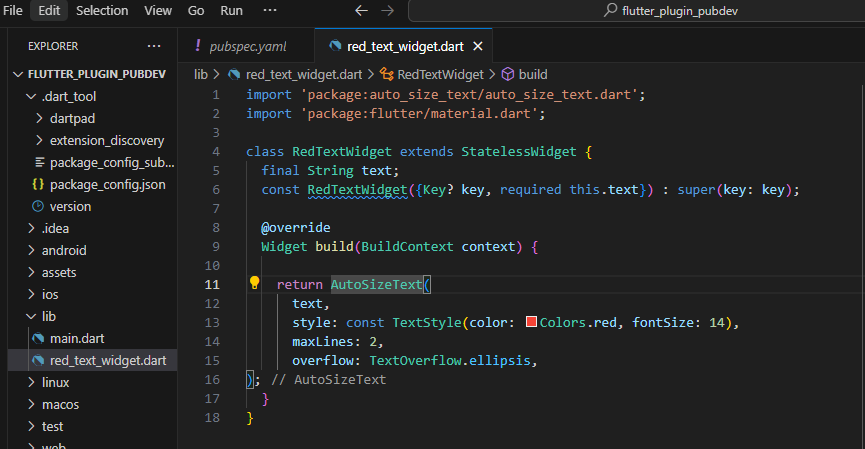 File Edit Selection View Go Run ··· flutter_plugin_pubdev
EXPLORER ···
FLUTTER_PLUGIN_PUBDEV
.dart_tool
dartpad
extension_discovery
package_config_sub...
package_config.json
version
.idea
android
assets
ios
lib
main.dart
red_text_widget.dart
linux
macos
test
web
! pubspec.yaml red_text_widget.dart
lib > red_text_widget.dart > RedTextWidget > build
1 import 'package:auto_size_text/auto_size_text.dart';
2 import 'package:flutter/material.dart';
3
4 class RedTextWidget extends StatelessWidget {
5 final String text;
6 const RedTextWidget({Key? key, required this.text}) : super(key: key);
7
8 @override
9 Widget build(BuildContext context) {
10
11 return AutoSizeText(
12 text,
13 style: const TextStyle(color: Colors.red, fontSize: 14),
14 maxLines: 2,
15 overflow: TextOverflow.ellipsis,
16 ); // AutoSizeText
17 }
18 }